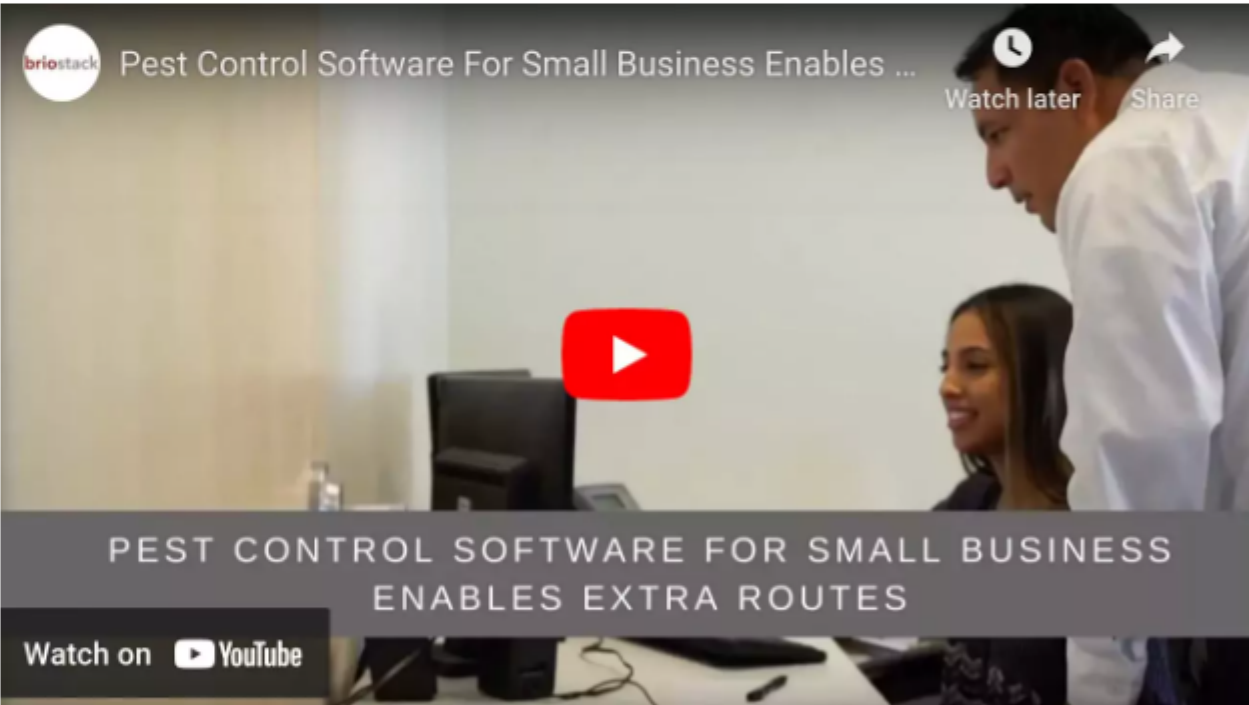 briostack
Pest Control Software For Small Business Enables ...
Watch later
Share
PEST CONTROL SOFTWARE FOR SMALL BUSINESS
ENABLES EXTRA ROUTES
Watch on YouTube